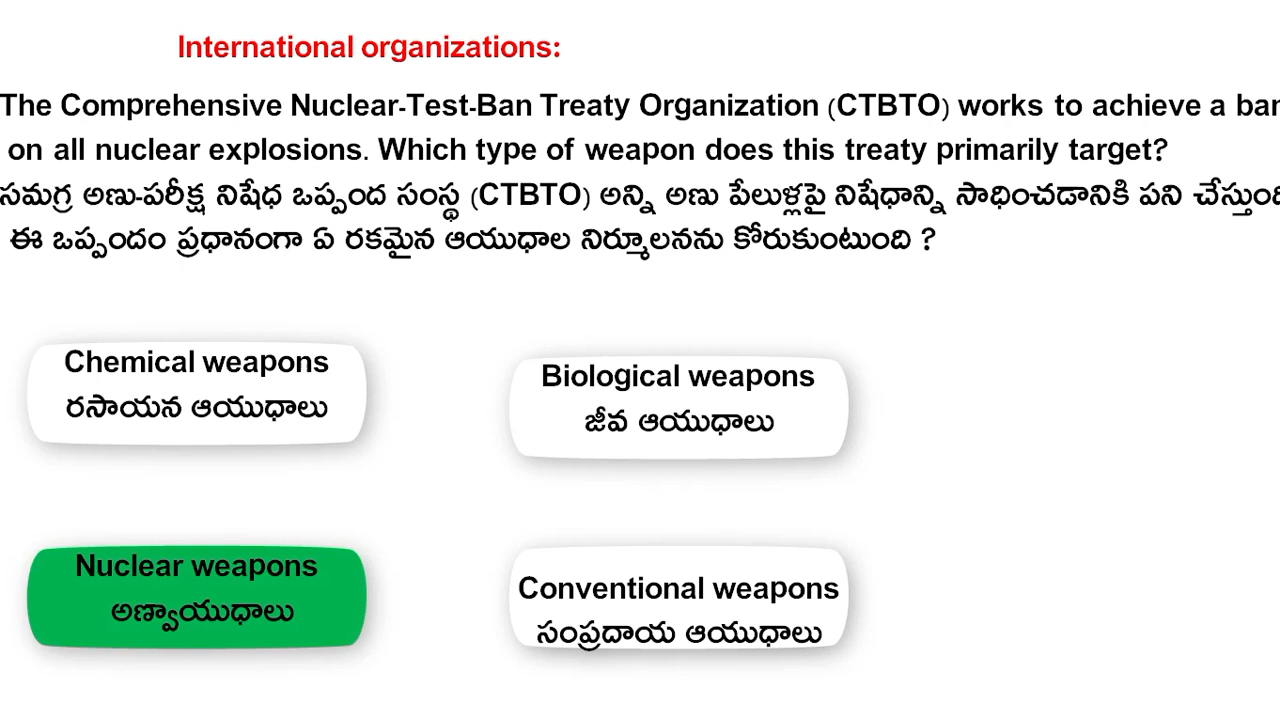 International organizations:
The Comprehensive Nuclear-Test-Ban Treaty Organization (CTBTO) works to achieve a ban
on all nuclear explosions. Which type of weapon does this treaty primarily target?
సమగ్ర అణు-పరీక్ష నిషేధ ఒప్పంద సంస్థ (CTBTO) అన్ని అణు పేలుళ్లపై నిషేధాన్ని సాధించడానికి పని చేస్తుంది
ఈ ఒప్పందం ప్రధానంగా ఏ రకమైన ఆయుధాల నిర్మూలనను కోరుకుంటుంది ?
Chemical weapons
రసాయన ఆయుధాలు
Biological weapons
జీవ ఆయుధాలు
Nuclear weapons
అణ్వాయుధాలు
Conventional weapons
సంప్రదాయ ఆయుధాలు